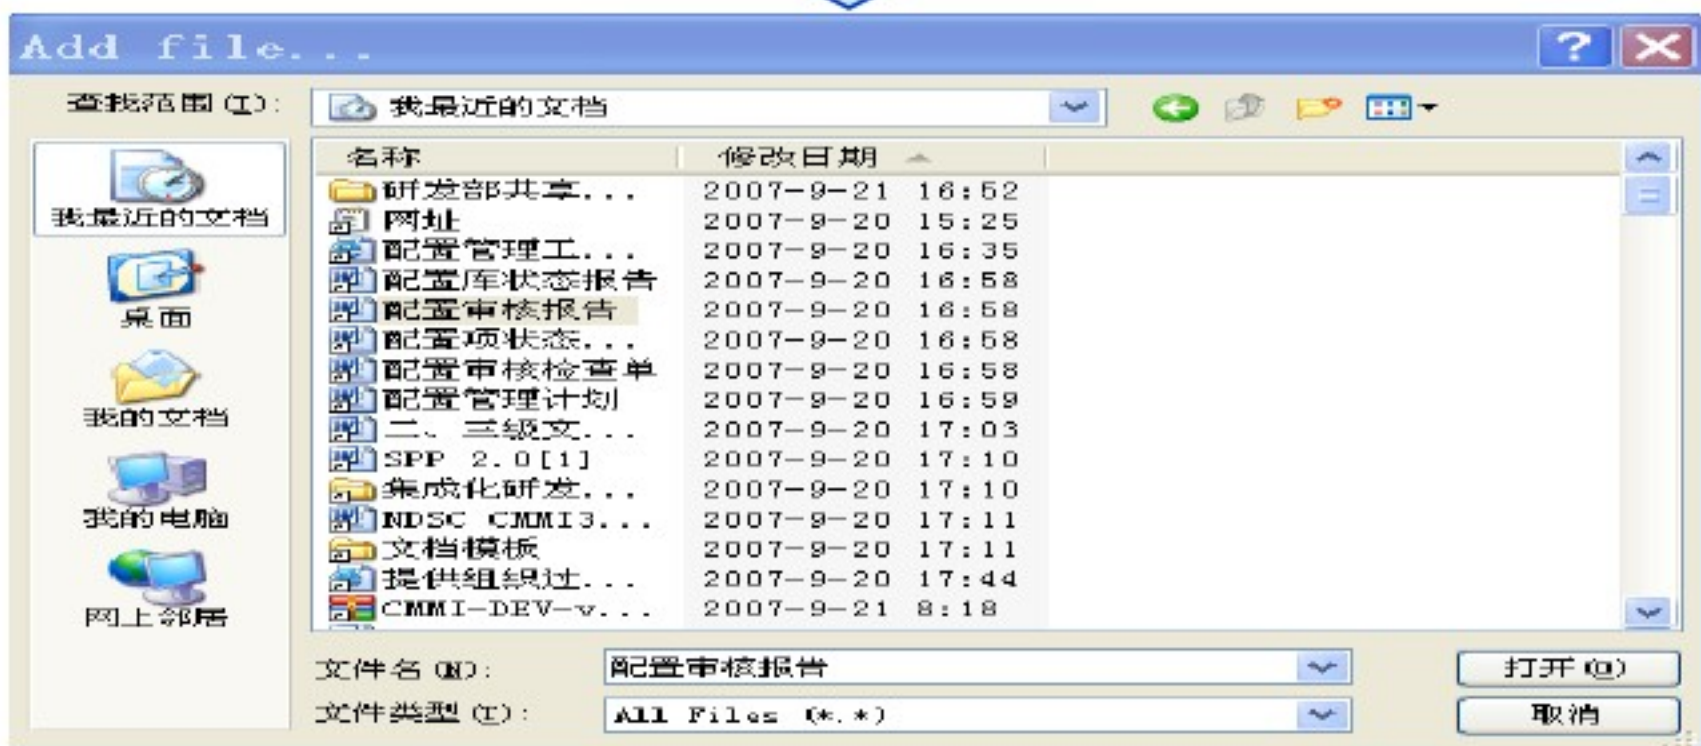 Add file...
查找范围(I):
我最近的文档
名称 修改日期
研发部共享... 2007-9-21 16:52
网址 2007-9-20 15:25
配置管理工... 2007-9-20 16:35
配置库状态报告 2007-9-20 16:58
配置审核报告 2007-9-20 16:58
配置项状态... 2007-9-20 16:58
配置审核检查单 2007-9-20 16:58
配置管理计划 2007-9-20 16:59
二、三级文... 2007-9-20 17:03
SPP 2.0[1] 2007-9-20 17:10
集成化研发... 2007-9-20 17:10
NDSC CMMI3... 2007-9-20 17:11
文档模板 2007-9-20 17:11
提供组织过... 2007-9-20 17:44
CMMI-DEV-v... 2007-9-21 8:18
我最近的文档
桌面
我的文档
我的电脑
网上邻居
文件名(N): 配置审核报告 打开(O)
文件类型(T): All Files (*.*) 取消